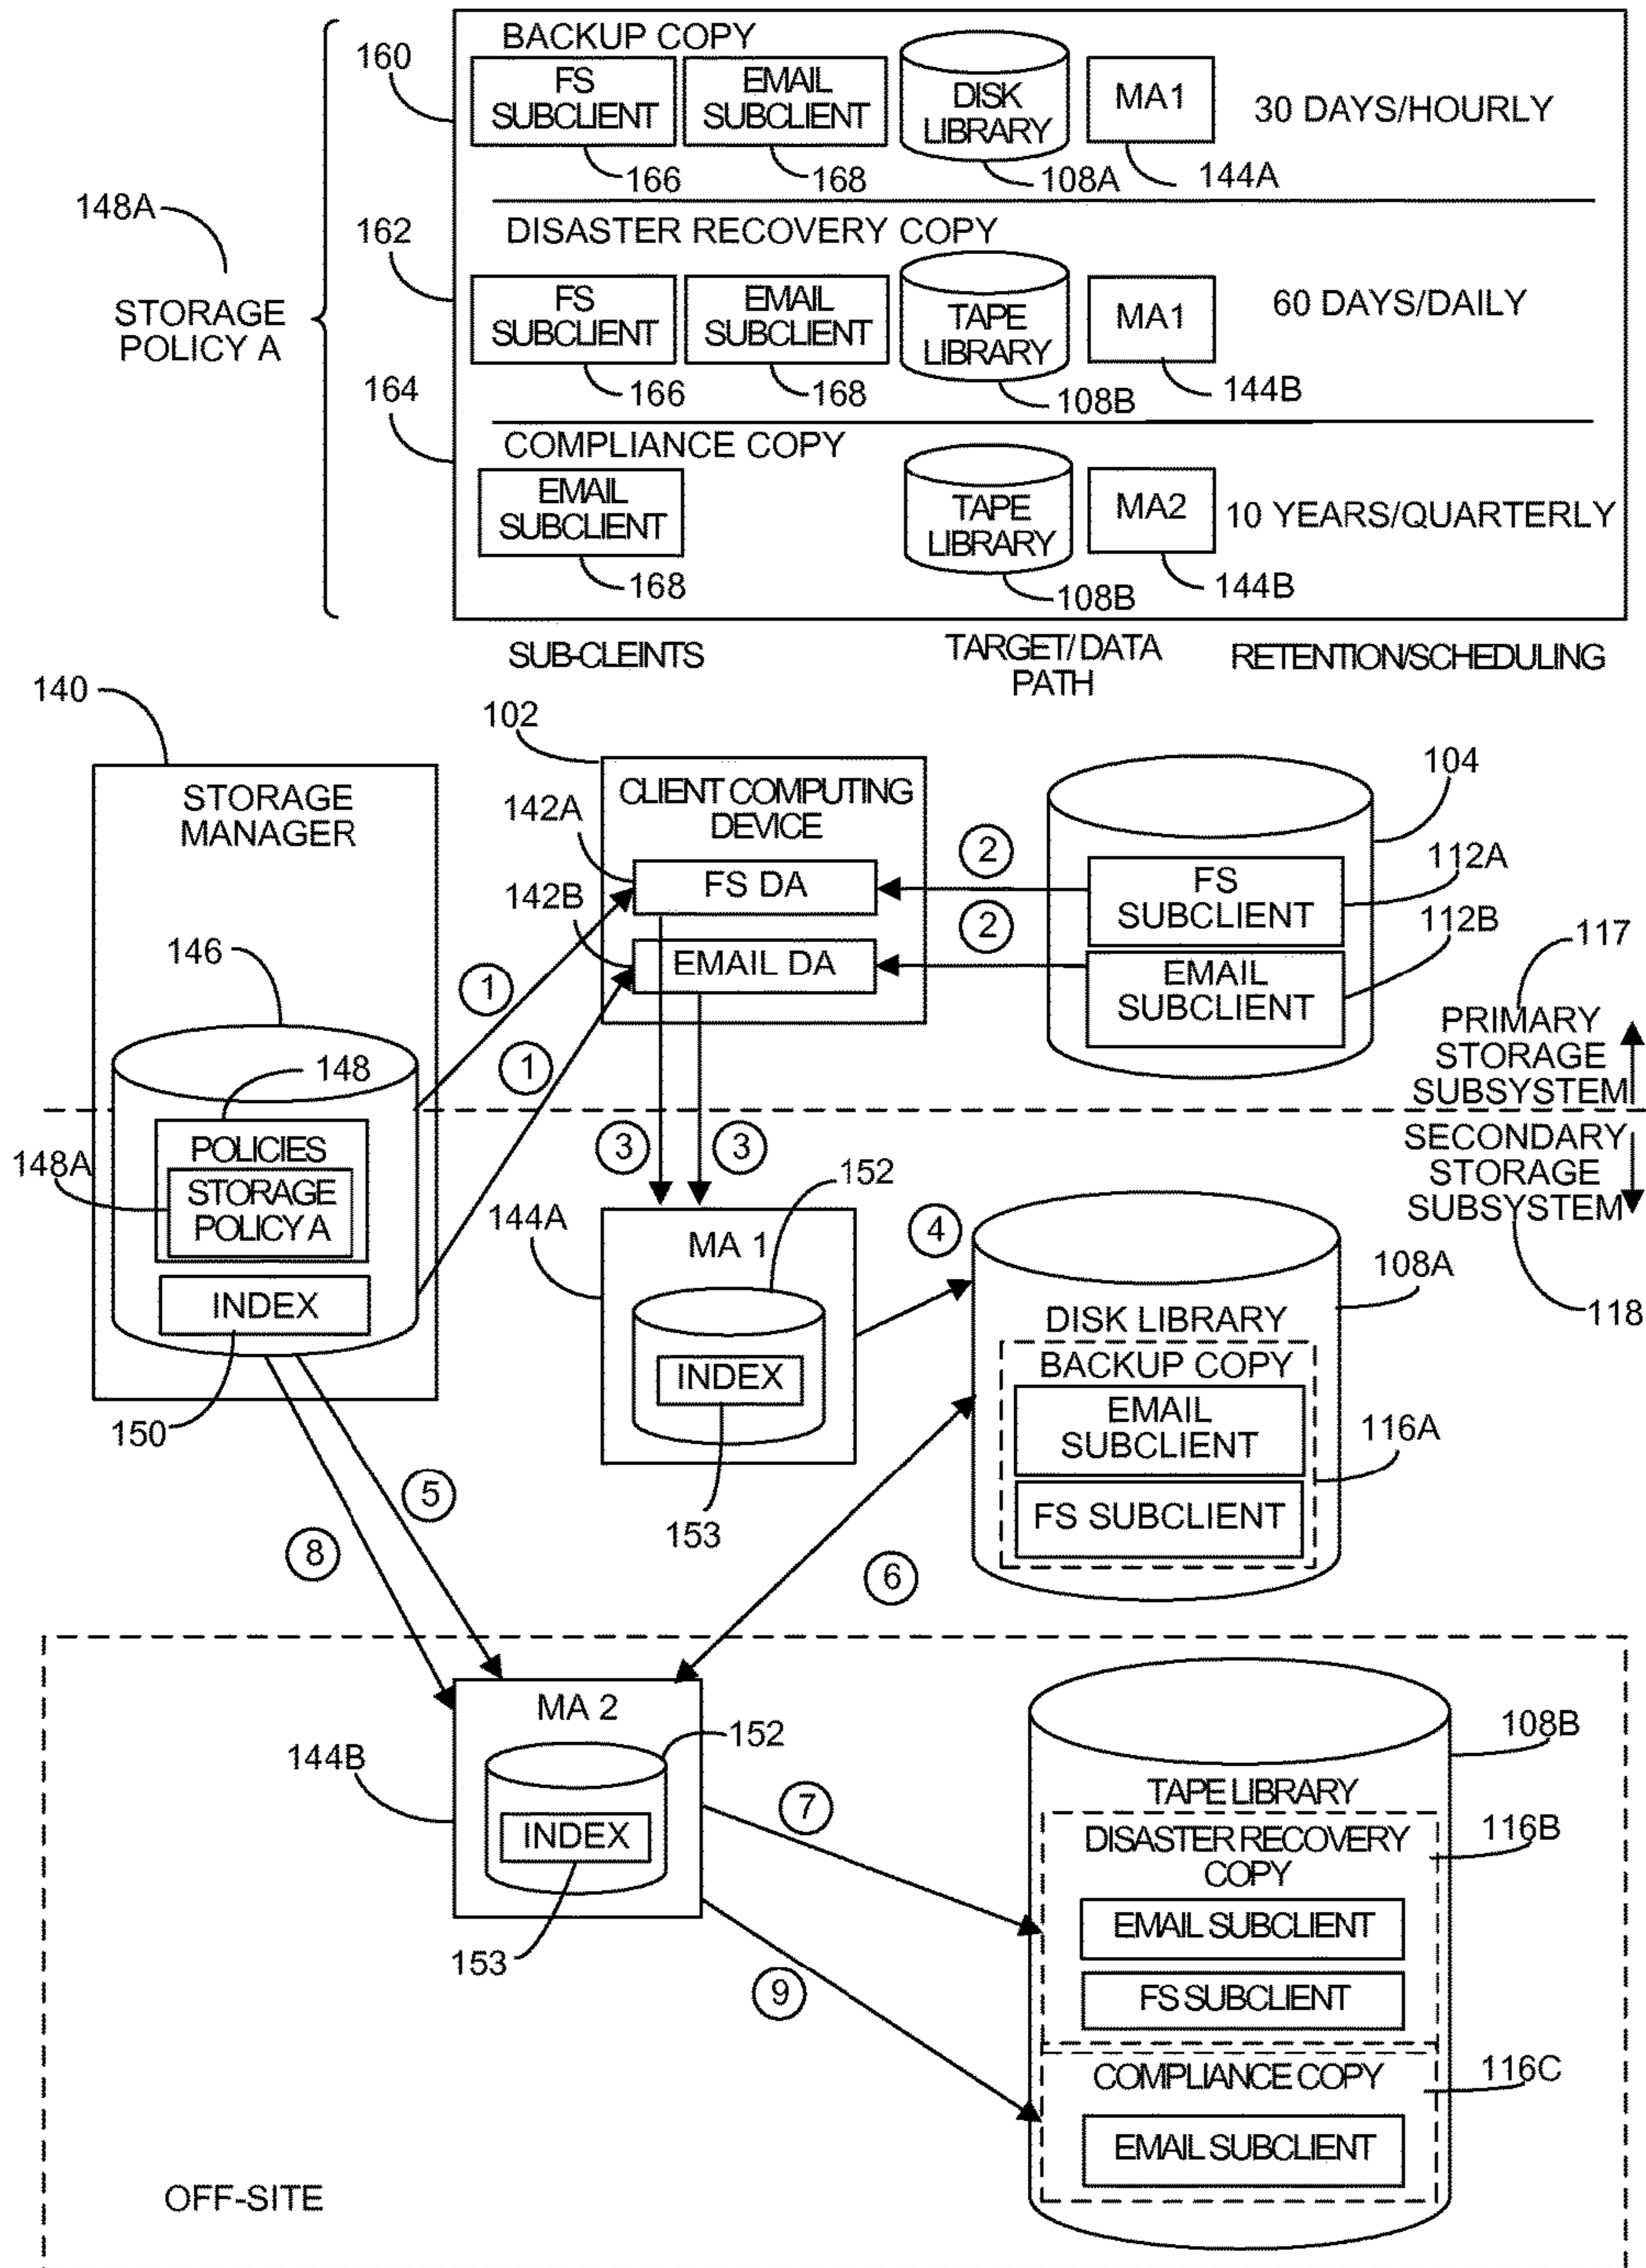 BACKUP COPY
160
FS
SUBCLIENT
EMAIL
SUBCLIENT
DISK
LIBRARY
MA1
30 DAYS/HOURLY
166
168
108A
144A
148A
STORAGE
POLICY A
162
DISASTER RECOVERY COPY
FS
SUBCLIENT
EMAIL
SUBCLIENT
TAPE
LIBRARY
MA1
60 DAYS/DAILY
166
168
108B
144B
164
COMPLIANCE COPY
EMAIL
SUBCLIENT
TAPE
LIBRARY
MA2
10 YEARS/QUARTERLY
168
108B
144B
SUB-CLEINTS
TARGET/DATA
PATH
RETENTION/SCHEDULING
140
STORAGE
MANAGER
102
CLIENT COMPUTING
DEVICE
142A
FS DA
142B
EMAIL DA
2
2
104
FS
SUBCLIENT
112A
EMAIL
SUBCLIENT
112B
117
PRIMARY
STORAGE
SUBSYSTEM
146
1
1
148
POLICIES
148A
STORAGE
POLICY A
INDEX
150
3
3
SECONDARY
STORAGE
SUBSYSTEM
118
152
144A
MA 1
INDEX
153
4
108A
DISK LIBRARY
BACKUP COPY
EMAIL
SUBCLIENT
FS SUBCLIENT
116A
5
8
6
MA 2
152
144B
INDEX
153
7
9
108B
TAPE LIBRARY
DISASTER RECOVERY
COPY
116B
EMAIL SUBCLIENT
FS SUBCLIENT
COMPLIANCE COPY
116C
EMAIL SUBCLIENT
OFF-SITE